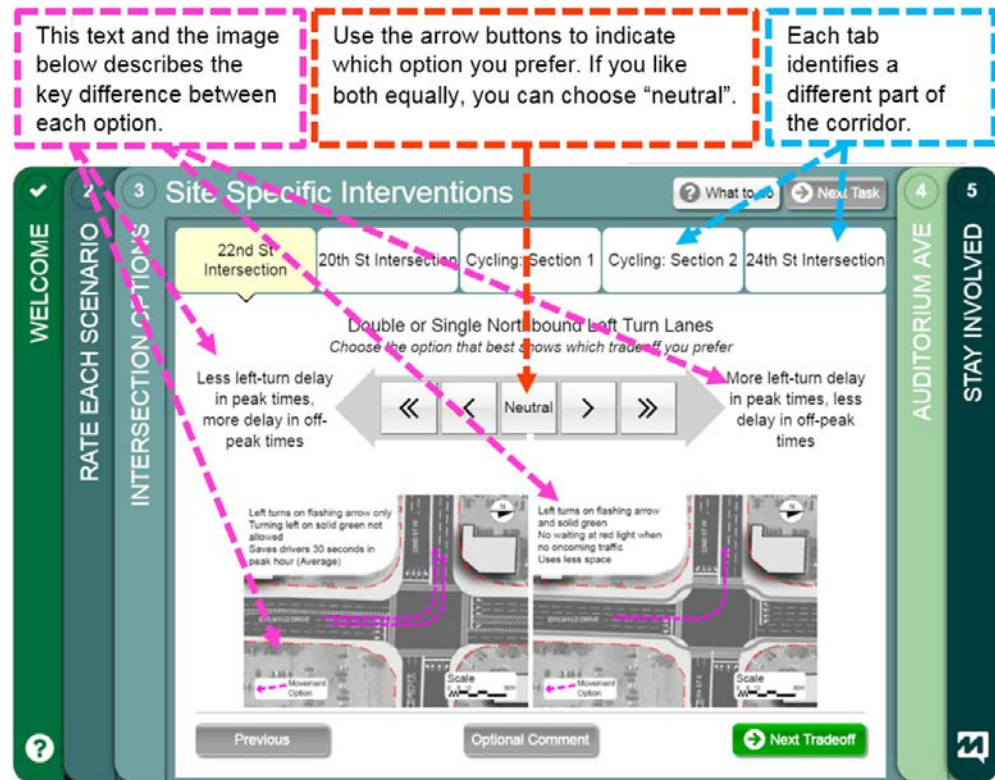 This text and the image
below describes the
key difference between
each option.
Use the arrow buttons to indicate
which option you prefer. If you like
both equally, you can choose “neutral”.
Each tab
identifies a
different part of
the corridor.
WELCOME
2
RATE EACH SCENARIO
3
INTERSECTION OPTIONS
Site Specific Interventions
? What to do
Next Task
4
AUDITORIUM AVE
5
STAY INVOLVED
22nd St
Intersection
20th St Intersection
Cycling: Section 1
Cycling: Section 2
24th St Intersection
Double or Single Northbound Left Turn Lanes
Choose the option that best shows which tradeoff you prefer
Less left-turn delay
in peak times,
more delay in off-
peak times
«
<
Neutral
>
»
More left-turn delay
in peak times, less
delay in off-peak
times
Left turns on flashing arrow only
Turning left on solid green not
allowed
Saves drivers 30 seconds in
peak hour (Average)
22ND ST W
N
IDYLWYLD DRIVE
Movement
Option
Scale
Left turns on flashing arrow
and solid green
No waiting at red light when
no oncoming traffic
Uses less space
22ND ST W
N
IDYLWYLD DRIVE
Movement
Option
Scale
Previous
Optional Comment
Next Tradeoff
?